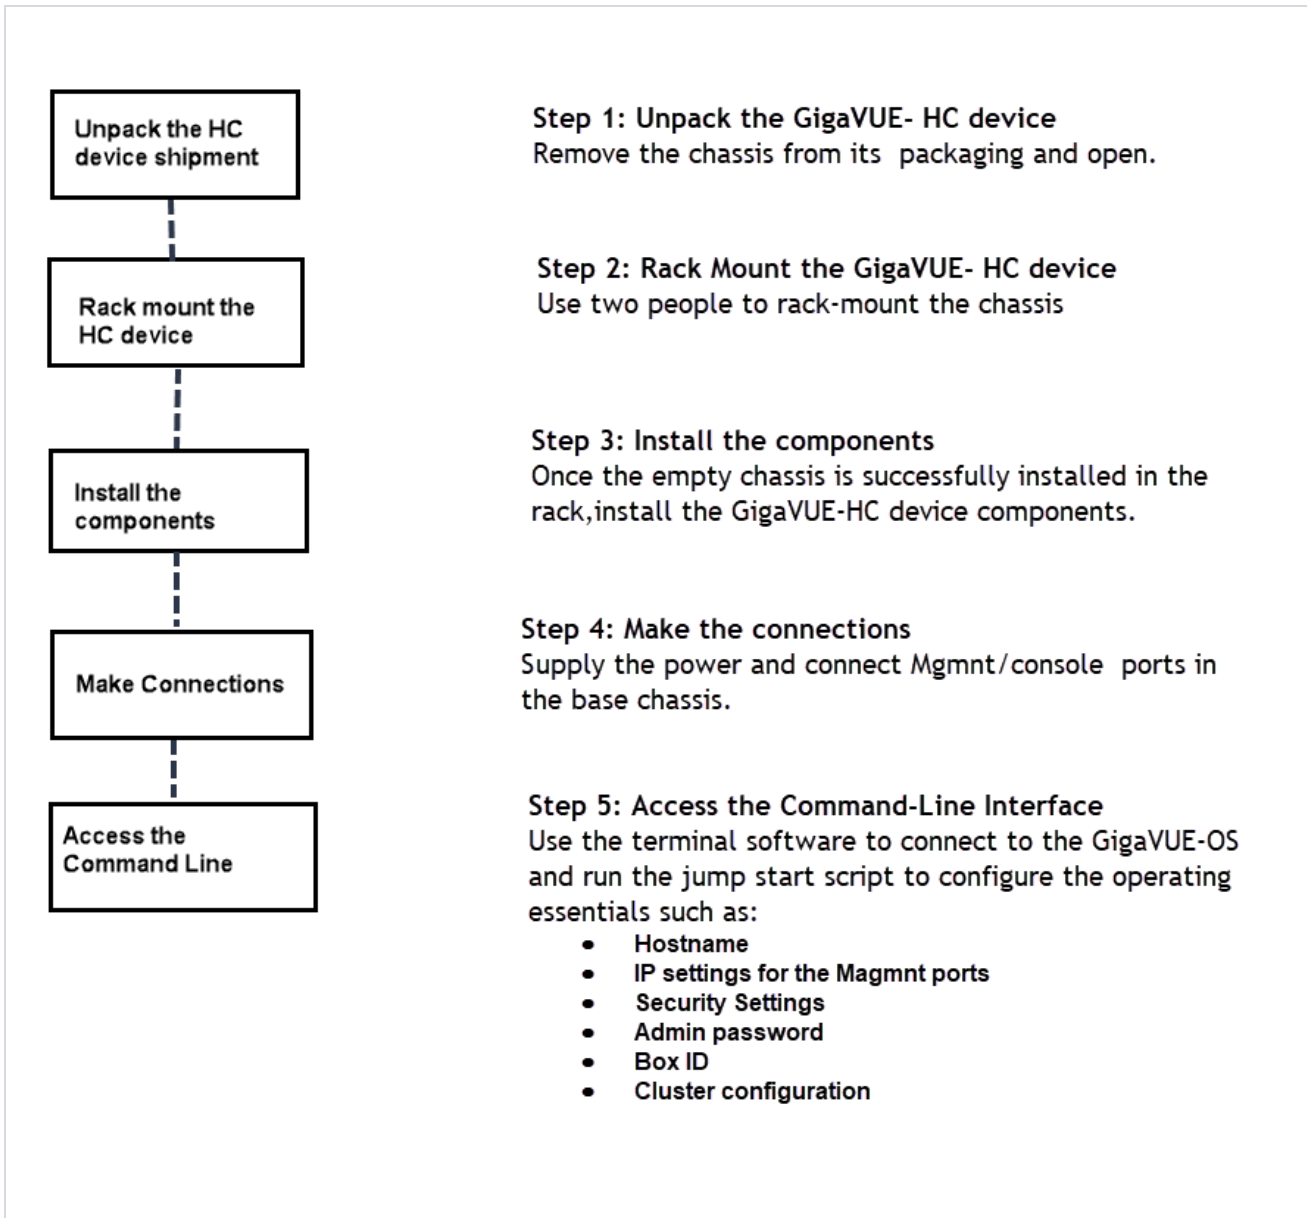 Unpack the HC
device shipment
Step 1: Unpack the GigaVUE- HC device
Remove the chassis from its  packaging and open.
Rack mount the
HC device
Step 2: Rack Mount the GigaVUE- HC device
Use two people to rack-mount the chassis
Install the
components
Step 3: Install the components
Once the empty chassis is successfully installed in the
rack,install the GigaVUE-HC device components.
Make Connections
Step 4: Make the connections
Supply the power and connect Mgmnt/console  ports in
the base chassis.
Access the
Command Line
Step 5: Access the Command-Line Interface
Use the terminal software to connect to the GigaVUE-OS
and run the jump start script to configure the operating
essentials such as:
• Hostname
• IP settings for the Magmnt ports
• Security Settings
• Admin password
• Box ID
• Cluster configuration